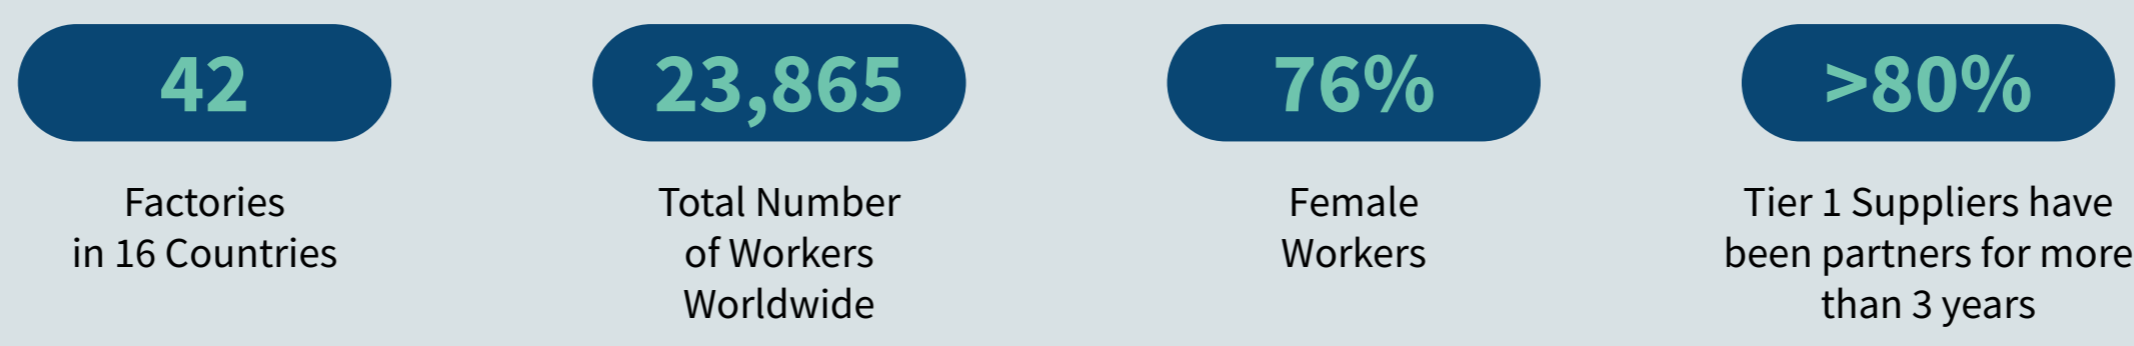 42
Factories
in 16 Countries
23,865
Total Number
of Workers
Worldwide
76%
Female
Workers
>80%
Tier 1 Suppliers have
been partners for more
than 3 years